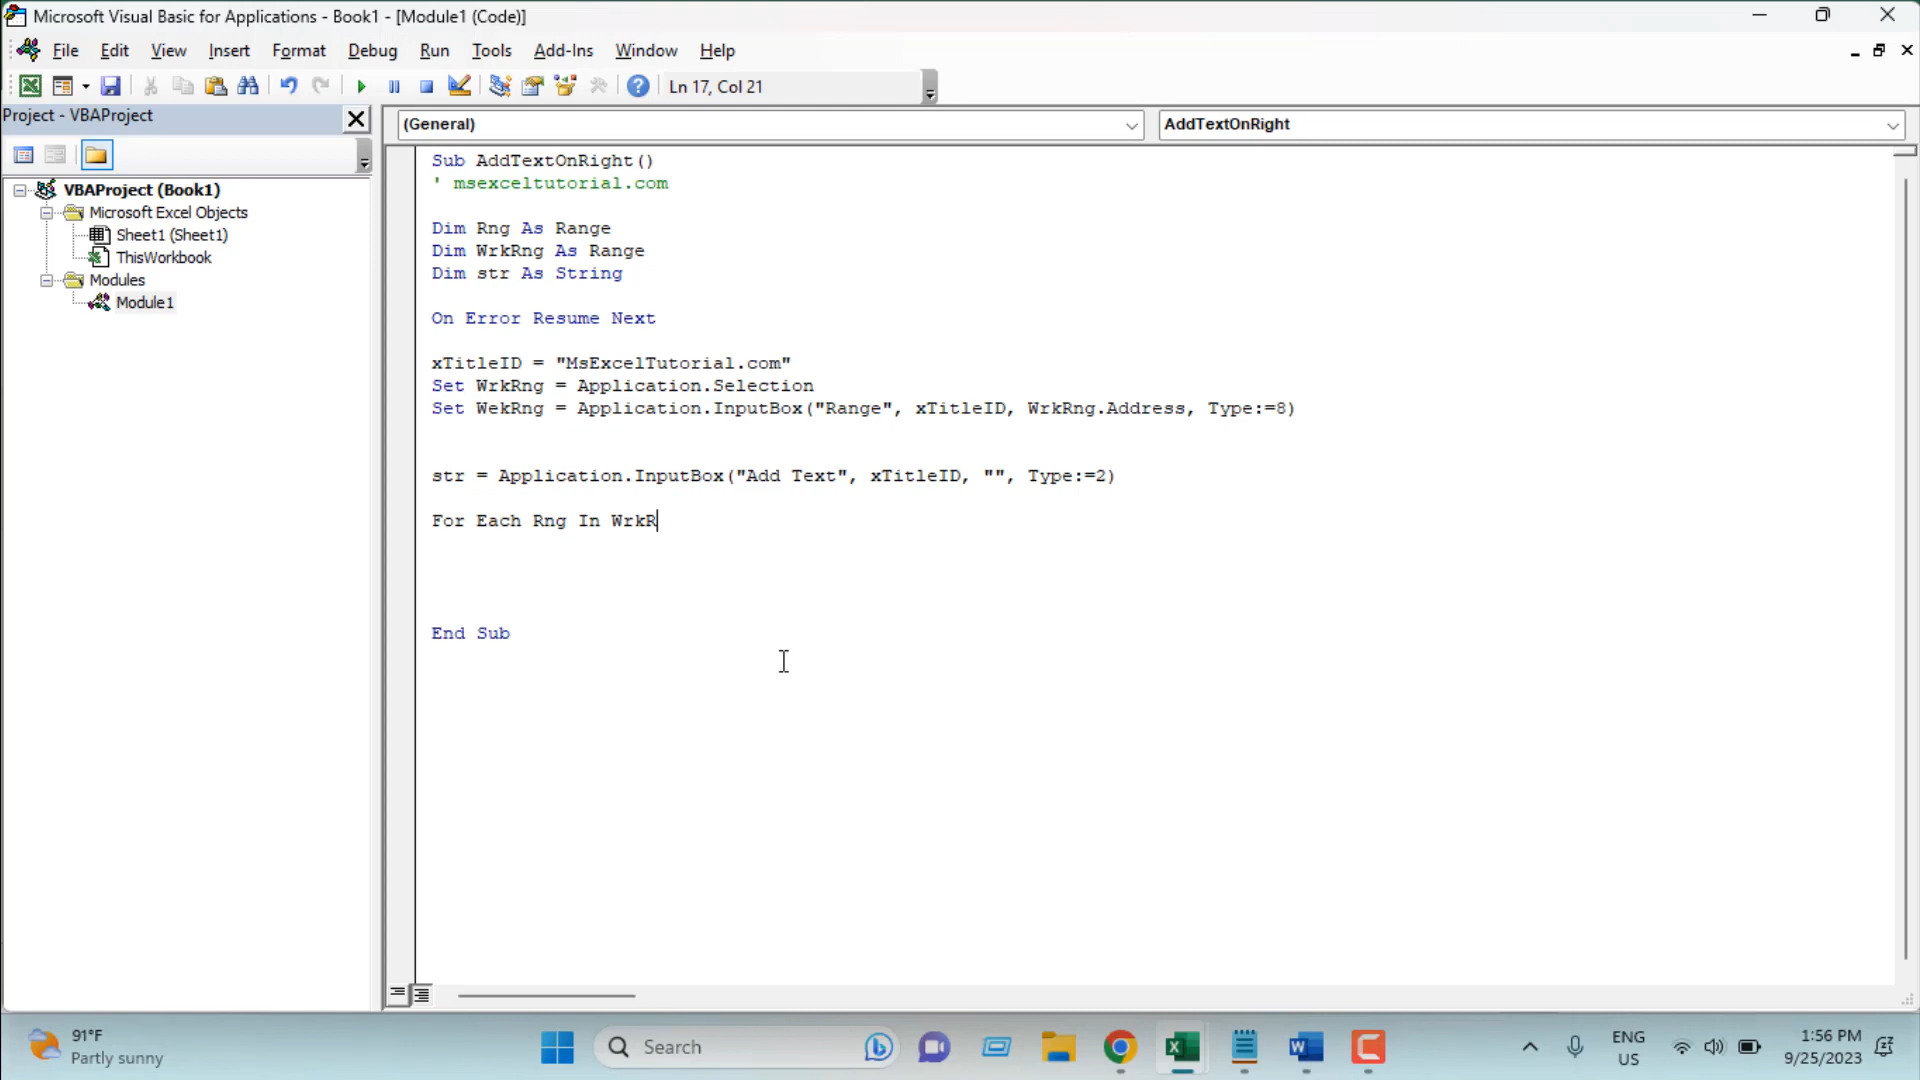 Microsoft Visual Basic for Applications - Book1 - [Module1 (Code)]
File Edit View Insert Format Debug Run Tools Add-Ins Window Help
Ln 17, Col 21
Project - VBAProject
(General) AddTextOnRight
VBAProject (Book1)
Microsoft Excel Objects
Sheet1 (Sheet1)
ThisWorkbook
Modules
Module1
Sub AddTextOnRight()
' msexceltutorial.com
Dim Rng As Range
Dim WrkRng As Range
Dim str As String
On Error Resume Next
xTitleID = "MsExcelTutorial.com"
Set WrkRng = Application.Selection
Set WekRng = Application.InputBox("Range", xTitleID, WrkRng.Address, Type:=8)
str = Application.InputBox("Add Text", xTitleID, "", Type:=2)
For Each Rng In WrkR
End Sub
91°F
Partly sunny
Search
ENG
US
1:56 PM
9/25/2023